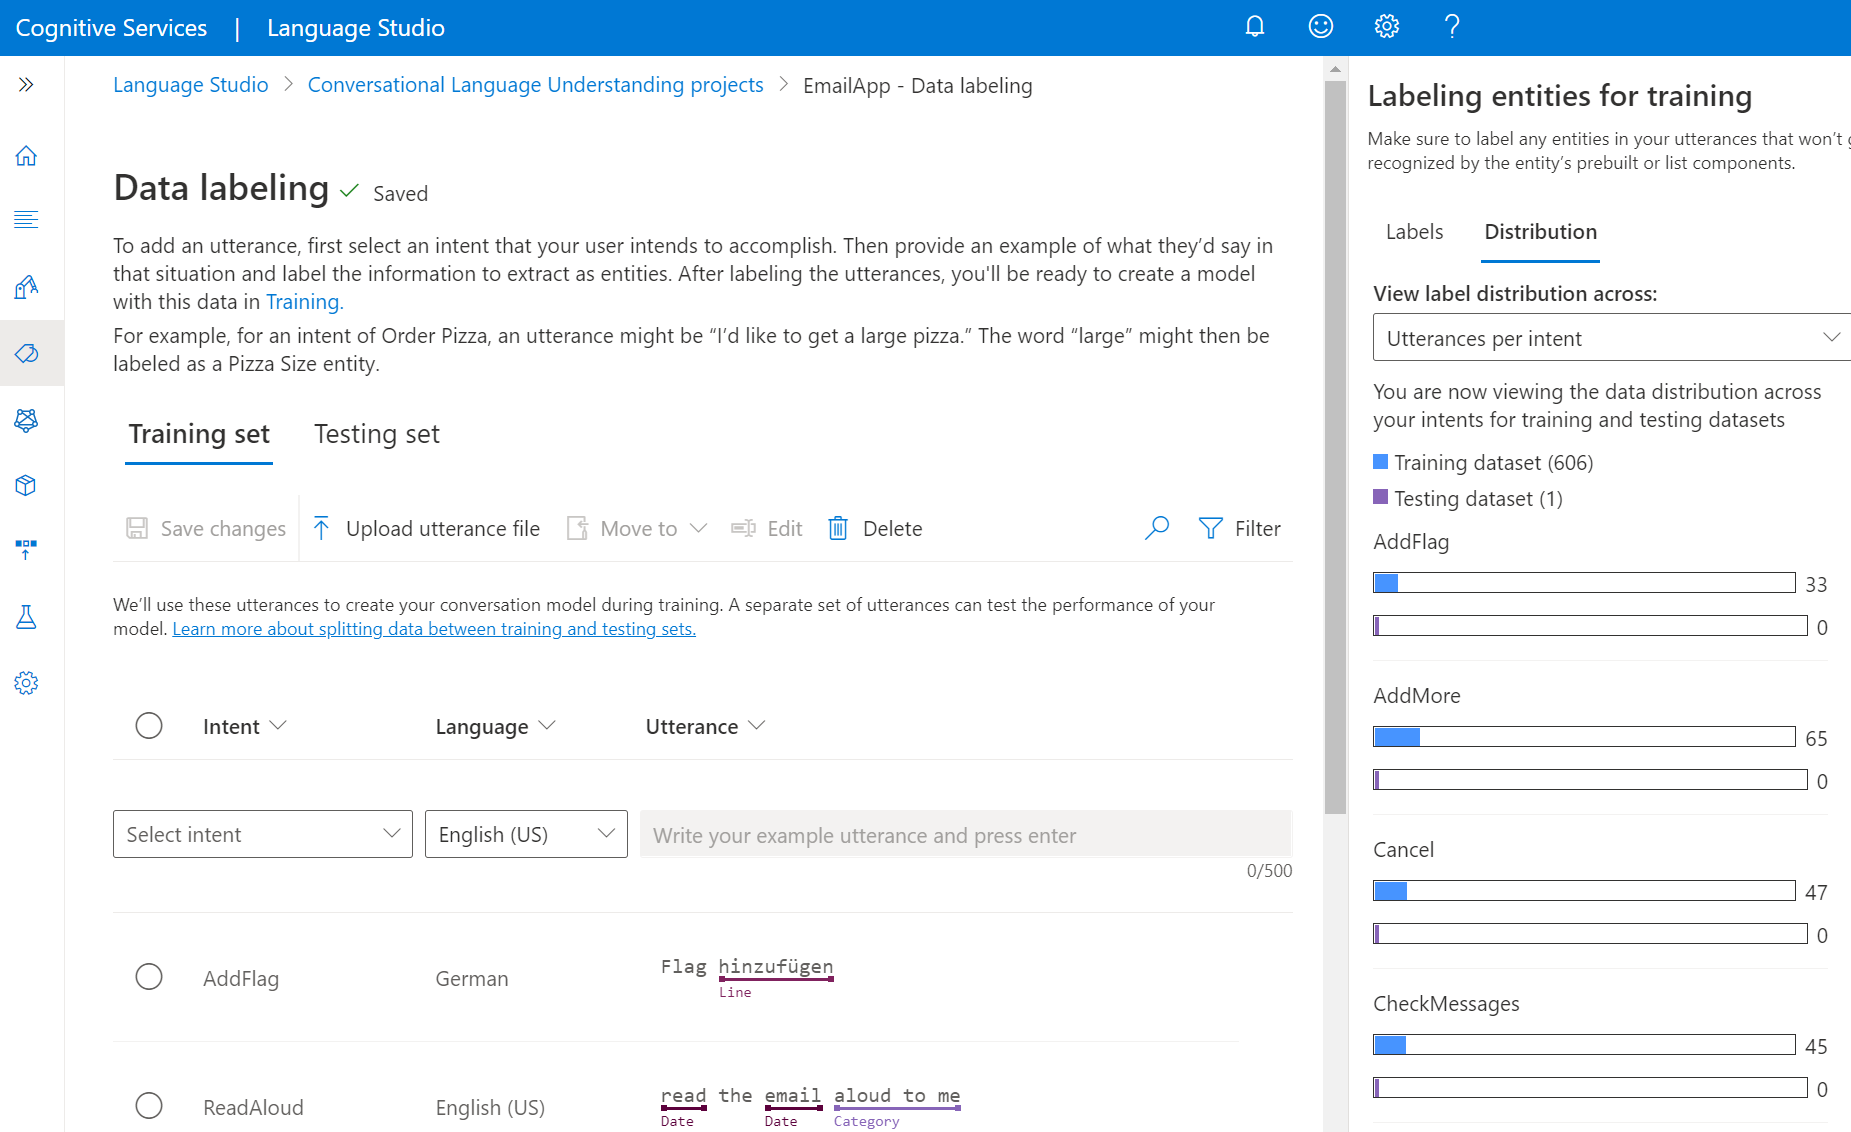 Cognitive Services | Language Studio
Language Studio > Conversational Language Understanding projects > EmailApp - Data labeling
Data labeling Saved
To add an utterance, first select an intent that your user intends to accomplish. Then provide an example of what they’d say in
that situation and label the information to extract as entities. After labeling the utterances, you'll be ready to create a model
with this data in Training.
For example, for an intent of Order Pizza, an utterance might be “I’d like to get a large pizza.” The word “large” might then be
labeled as a Pizza Size entity.
Training set Testing set
Save changes Upload utterance file Move to Edit Delete Filter
We’ll use these utterances to create your conversation model during training. A separate set of utterances can test the performance of your
model. Learn more about splitting data between training and testing sets.
Intent Language Utterance
Select intent English (US) Write your example utterance and press enter
0/500
AddFlag German Flag hinzufügen
Line
ReadAloud English (US) read the email aloud to me
Date Date Category
Labeling entities for training
Make sure to label any entities in your utterances that won’t
recognized by the entity’s prebuilt or list components.
Labels Distribution
View label distribution across:
Utterances per intent
You are now viewing the data distribution across
your intents for training and testing datasets
Training dataset (606)
Testing dataset (1)
AddFlag
33
0
AddMore
65
0
Cancel
47
0
CheckMessages
45
0